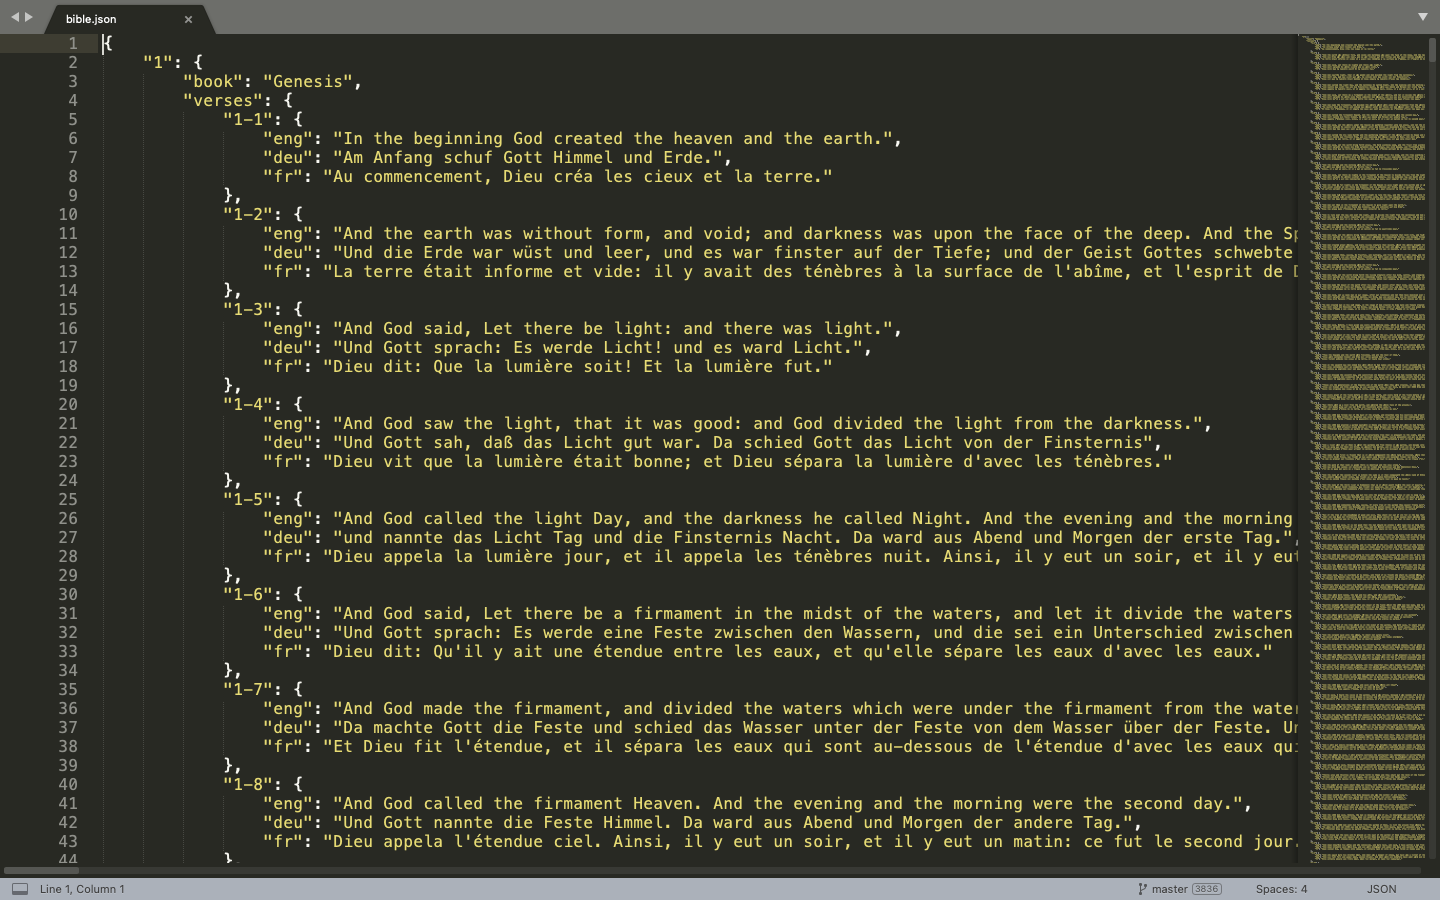 bible.json
1 {
2 "1": {
3 "book": "Genesis",
4 "verses": {
5 "1-1": {
6 "eng": "In the beginning God created the heaven and the earth.",
7 "deu": "Am Anfang schuf Gott Himmel und Erde.",
8 "fr": "Au commencement, Dieu créa les cieux et la terre."
9 },
10 "1-2": {
11 "eng": "And the earth was without form, and void; and darkness was upon the face of the deep. And the Sp
12 "deu": "Und die Erde war wüst und leer, und es war finster auf der Tiefe; und der Geist Gottes schwebte
13 "fr": "La terre était informe et vide: il y avait des ténèbres à la surface de l'abîme, et l'esprit de D
14 },
15 "1-3": {
16 "eng": "And God said, Let there be light: and there was light.",
17 "deu": "Und Gott sprach: Es werde Licht! und es ward Licht.",
18 "fr": "Dieu dit: Que la lumière soit! Et la lumière fut."
19 },
20 "1-4": {
21 "eng": "And God saw the light, that it was good: and God divided the light from the darkness.",
22 "deu": "Und Gott sah, daß das Licht gut war. Da schied Gott das Licht von der Finsternis",
23 "fr": "Dieu vit que la lumière était bonne; et Dieu sépara la lumière d'avec les ténèbres."
24 },
25 "1-5": {
26 "eng": "And God called the light Day, and the darkness he called Night. And the evening and the morning
27 "deu": "und nannte das Licht Tag und die Finsternis Nacht. Da ward aus Abend und Morgen der erste Tag.",
28 "fr": "Dieu appela la lumière jour, et il appela les ténèbres nuit. Ainsi, il y eut un soir, et il y eut
29 },
30 "1-6": {
31 "eng": "And God said, Let there be a firmament in the midst of the waters, and let it divide the waters
32 "deu": "Und Gott sprach: Es werde eine Feste zwischen den Wassern, und die sei ein Unterschied zwischen
33 "fr": "Dieu dit: Qu'il y ait une étendue entre les eaux, et qu'elle sépare les eaux d'avec les eaux."
34 },
35 "1-7": {
36 "eng": "And God made the firmament, and divided the waters which were under the firmament from the water
37 "deu": "Da machte Gott die Feste und schied das Wasser unter der Feste von dem Wasser über der Feste. Un
38 "fr": "Et Dieu fit l'étendue, et il sépara les eaux qui sont au-dessous de l'étendue d'avec les eaux qui
39 },
40 "1-8": {
41 "eng": "And God called the firmament Heaven. And the evening and the morning were the second day.",
42 "deu": "Und Gott nannte die Feste Himmel. Da ward aus Abend und Morgen der andere Tag.",
43 "fr": "Dieu appela l'étendue ciel. Ainsi, il y eut un soir, et il y eut un matin: ce fut le second jour.
44 },
Line 1, Column 1
master 3836
Spaces: 4
JSON